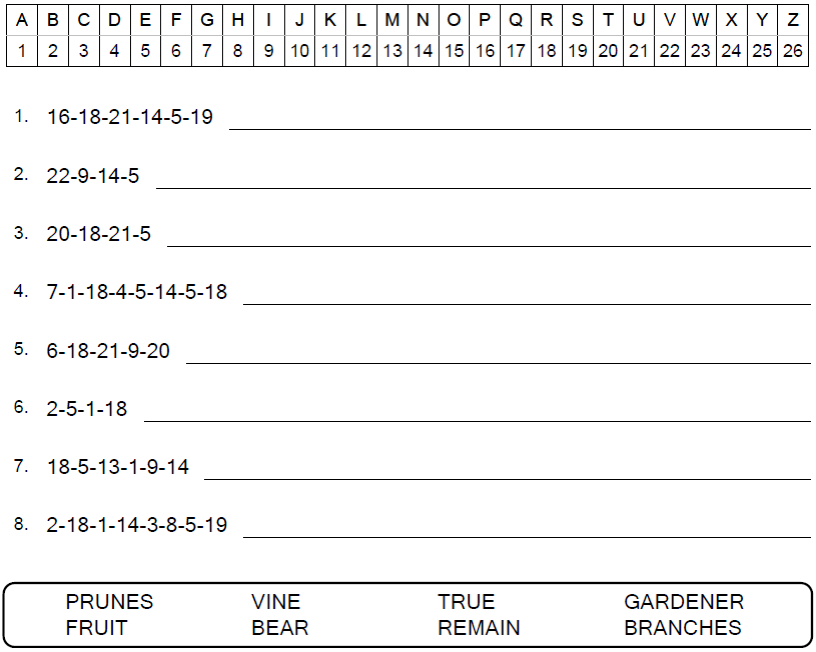 A B C D E F G H I J K L M N O P Q R S T U V W X Y Z
1 2 3 4 5 6 7 8 9 10 11 12 13 14 15 16 17 18 19 20 21 22 23 24 25 26
1. 16-18-21-14-5-19
2. 22-9-14-5
3. 20-18-21-5
4. 7-1-18-4-5-14-5-18
5. 6-18-21-9-20
6. 2-5-1-18
7. 18-5-13-1-9-14
8. 2-18-1-14-3-8-5-19
PRUNES VINE TRUE GARDENER
FRUIT BEAR REMAIN BRANCHES